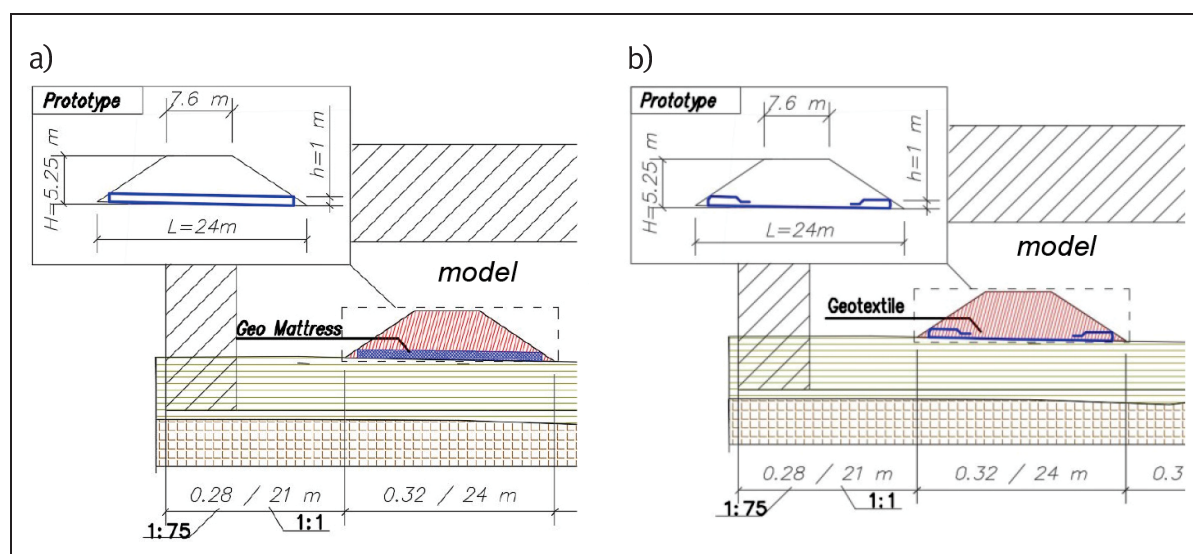 a)
Prototype
7.6 m
H=5.25 m
h=1 m
L=24m
model
Geo Mattress
0.28 / 21 m
0.32 / 24 m
1:75
1:1
b)
Prototype
7.6 m
H=5.25 m
h=1 m
L=24m
model
Geotextile
0.28 / 21 m
0.32 / 24 m
0.3
1:75
1:1